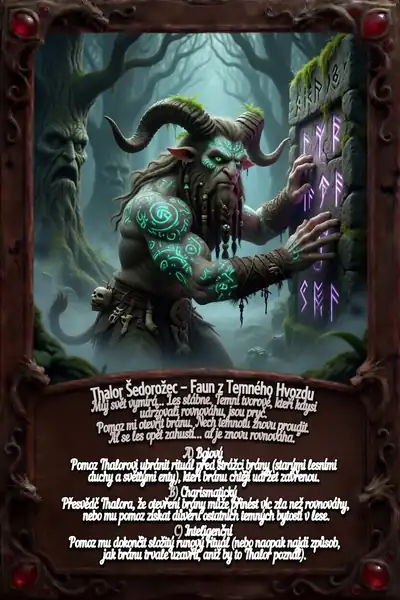 Thalor Šedorožec – Faun z Temného Hvozdu
Můj svět vymírá... Les slábne. Temní tvorové, kteří kdysi
udržovali rovnováhu, jsou pryč.
Pomoz mi otevřít bránu. Nech temnotu znovu proudit.
Ať se les opět zahustí... ať je znovu rovnováha.
A) Bojový
Pomoz Thalorovi ubránit rituál před strážci brány (starými lesními
duchy a světlými enty), kteří bránu chtějí udržet zavřenou.
B) Charismatický
Přesvědč Thalora, že otevření brány může přinést víc zla než rovnováhy,
nebo mu pomoz získat důvěru ostatních temných bytostí v lese.
C) Inteligenční
Pomoz mu dokončit složitý runový rituál (nebo naopak najdi způsob,
jak bránu trvale uzavřít, aniž by to Thalor poznal).